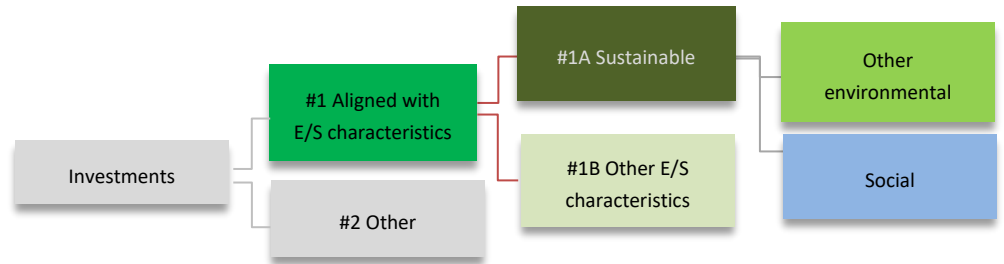 Investments
#1 Aligned with
E/S characteristics
#2 Other
#1A Sustainable
#1B Other E/S
characteristics
Other
environmental
Social